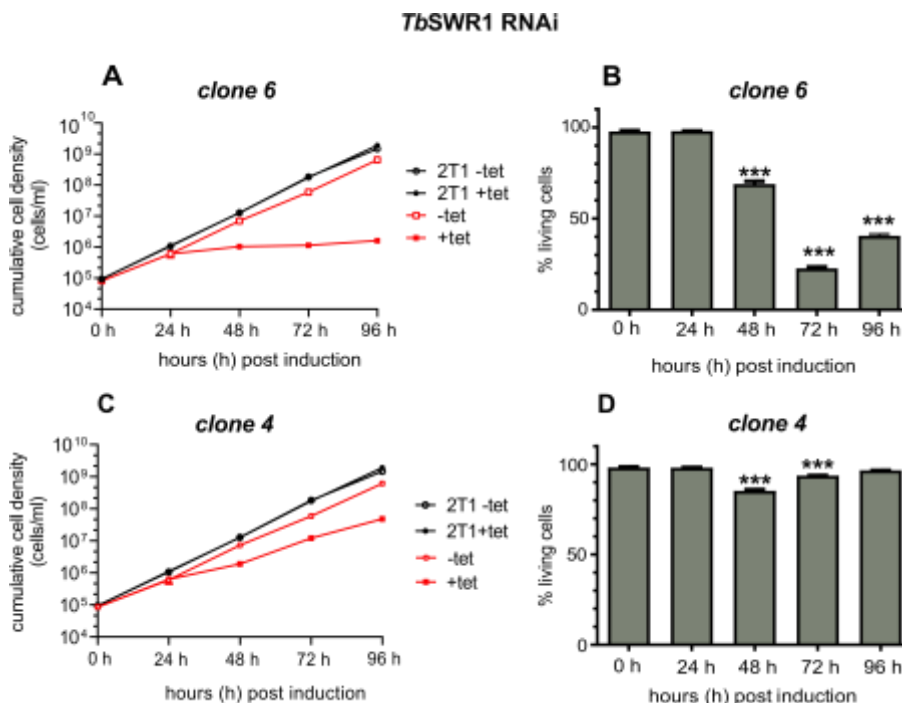 TbSWR1 RNAi
A
clone 6
cumulative cell density
(cells/ml)
10^10
10^9
10^8
10^7
10^6
10^5
10^4
0 h 24 h 48 h 72 h 96 h
hours (h) post induction
2T1 -tet
2T1 +tet
-tet
+tet
B
clone 6
% living cells
100
50
0
*** *** ***
0 h 24 h 48 h 72 h 96 h
hours (h) post induction
C
clone 4
cumulative cell density
(cells/ml)
10^10
10^9
10^8
10^7
10^6
10^5
10^4
0 h 24 h 48 h 72 h 96 h
hours (h) post induction
2T1 -tet
2T1+tet
-tet
+tet
D
clone 4
% living cells
100
50
0
*** ***
0 h 24 h 48 h 72 h 96 h
hours (h) post induction